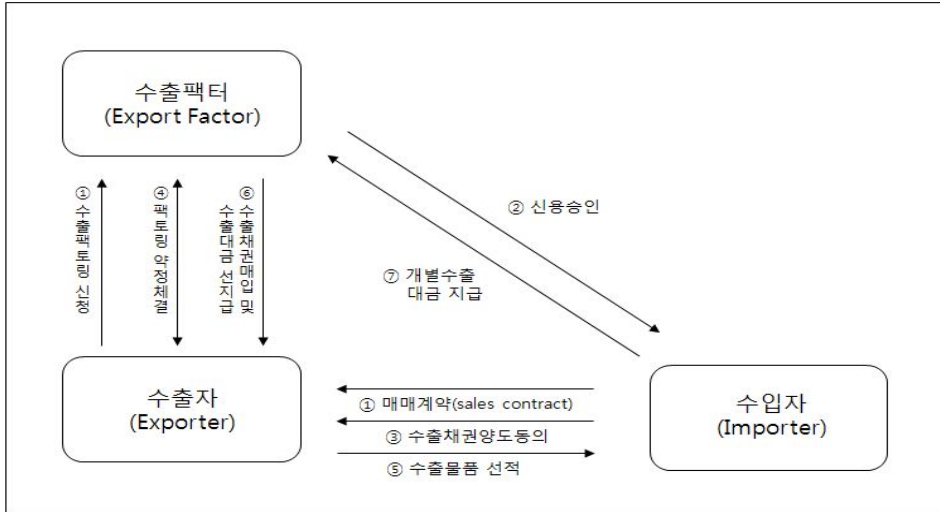 수출팩터
(Export Factor)
① 수출팩토링 신청
④ 팩토링 약정체결
⑥ 수출채권매입 및
수출대금 선지급
② 신용승인
⑦ 개별수출
대금 지급
수출자
(Exporter)
① 매매계약(sales contract)
③ 수출채권양도동의
⑤ 수출물품 선적
수입자
(Importer)